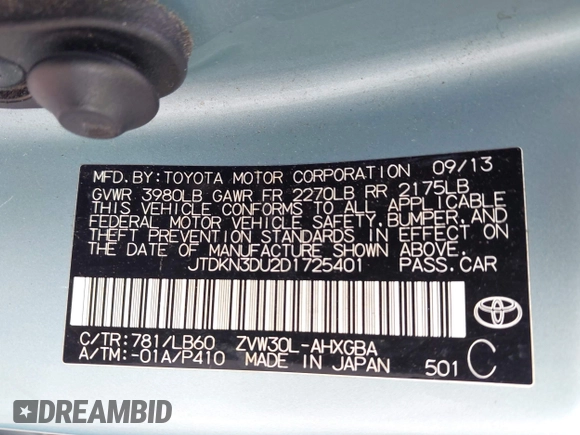 MFD. BY: TOYOTA MOTOR CORPORATION 09/13
GVWR 3980LB GAWR FR 2270LB RR 2175LB
THIS VEHICLE CONFORMS TO ALL APPLICABLE
FEDERAL MOTOR VEHICLE SAFETY, BUMPER, AND
THEFT PREVENTION STANDARDS IN EFFECT ON THE
DATE OF MANUFACTURE SHOWN ABOVE.
JTDKN3DU2D1725401 PASS.CAR
C/TR: 781/LB60 ZVW30L-AHXGBA
A/TM: -01A/P410 MADE IN JAPAN 501 C
DREAMBID